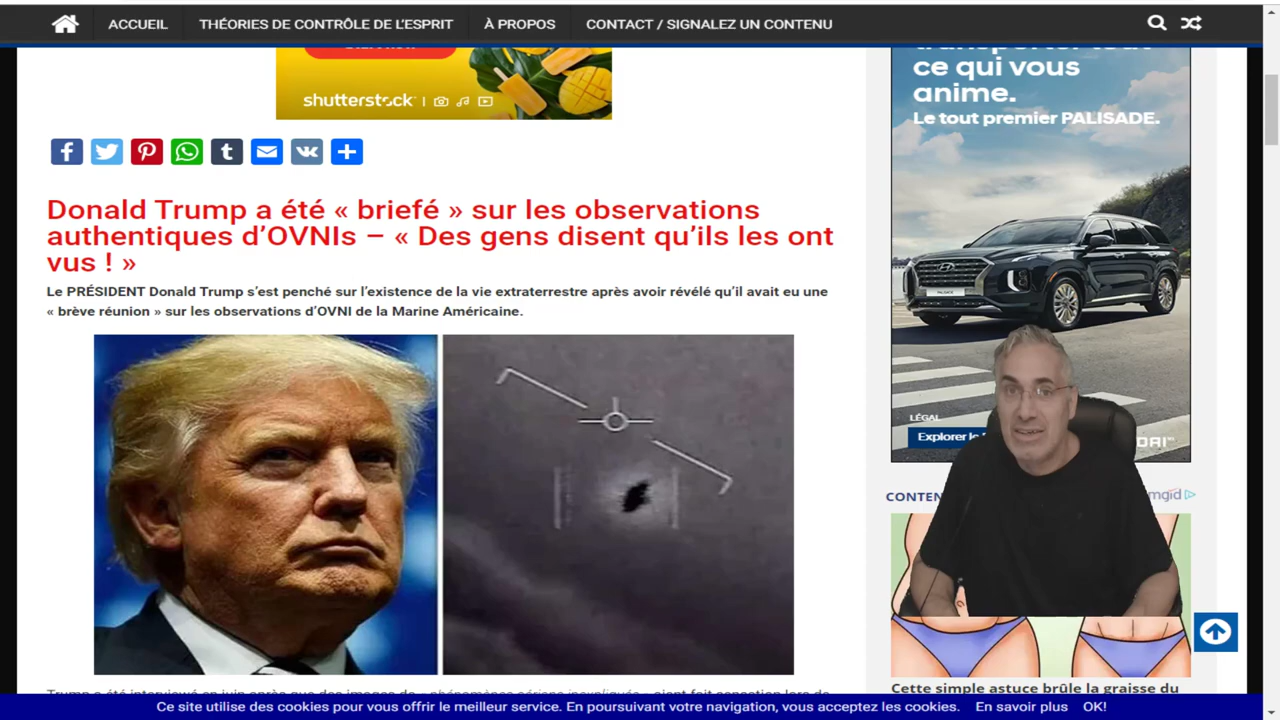 ACCUEIL
THÉORIES DE CONTRÔLE DE L'ESPRIT
À PROPOS
CONTACT / SIGNALEZ UN CONTENU
shutterstock
ce qui vous
anime.
Le tout premier PALISADE.
Donald Trump a été « briefé » sur les observations
authentiques d'OVNIs – « Des gens disent qu'ils les ont
vus ! »
Le PRÉSIDENT Donald Trump s'est penché sur l'existence de la vie extraterrestre après avoir révélé qu'il avait eu une
« brève réunion » sur les observations d'OVNI de la Marine Américaine.
LÉGAL
Explorer le
CONTEN
mgid
Cette simple astuce brûle la graisse du
Ce site utilise des cookies pour vous offrir le meilleur service. En poursuivant votre navigation, vous acceptez les cookies. En savoir plus OK!